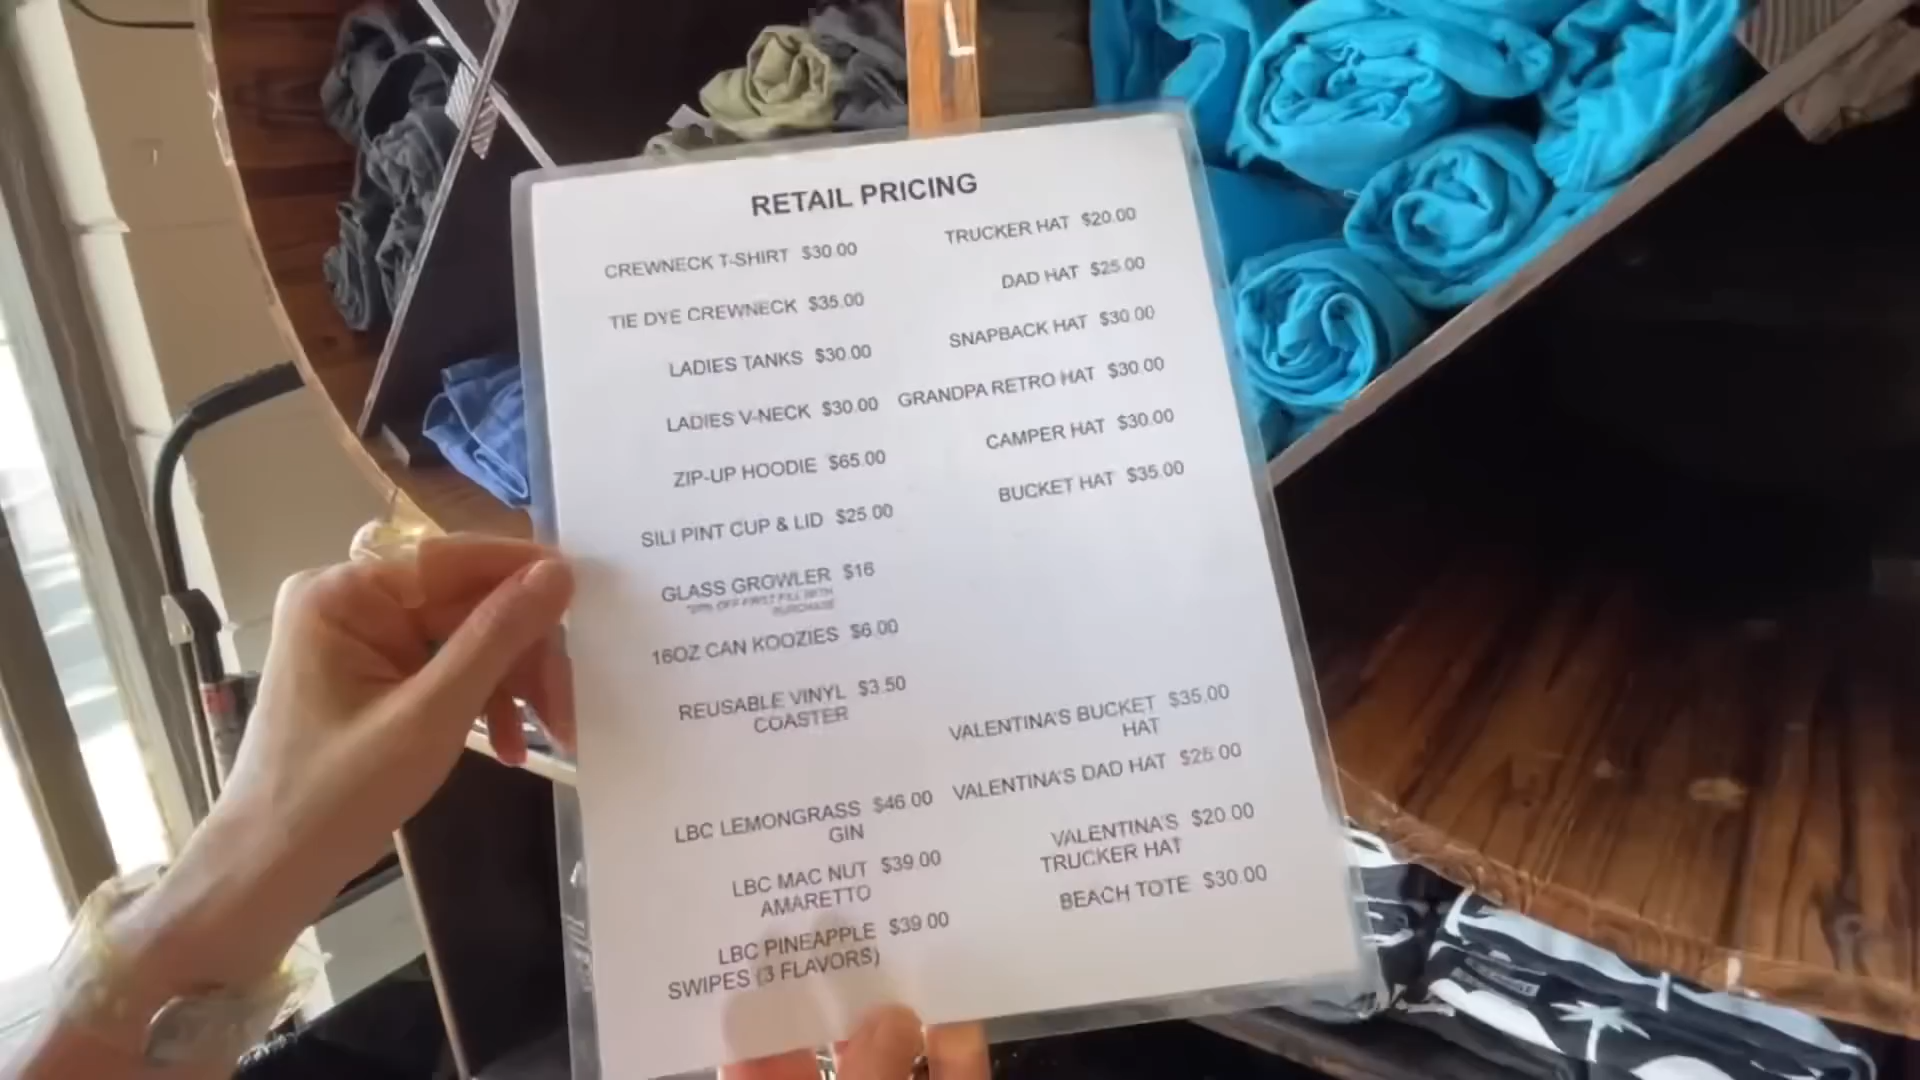 RETAIL PRICING
CREWNECK T-SHIRT $30.00
TIE DYE CREWNECK $35.00
LADIES TANKS $30.00
LADIES V-NECK $30.00
ZIP-UP HOODIE $65.00
SILI PINT CUP & LID $25.00
GLASS GROWLER $16
OFF FIRST FILL WITH
PURCHASE
16OZ CAN KOOZIES $6.00
REUSABLE VINYL $3.50
COASTER
LBC LEMONGRASS $46.00
GIN
LBC MAC NUT $39.00
AMARETTO
LBC PINEAPPLE $39.00
SWIPES (3 FLAVORS)
TRUCKER HAT $20.00
DAD HAT $25.00
SNAPBACK HAT $30.00
GRANDPA RETRO HAT $30.00
CAMPER HAT $30.00
BUCKET HAT $35.00
VALENTINA'S BUCKET $35.00
HAT
VALENTINA'S DAD HAT $25.00
VALENTINA'S $20.00
TRUCKER HAT
BEACH TOTE $30.00